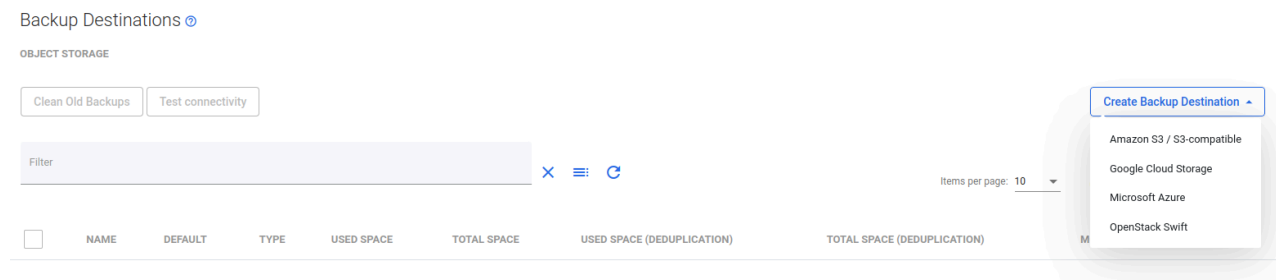 Backup Destinations
OBJECT STORAGE
Clean Old Backups Test connectivity Create Backup Destination
Amazon S3 / S3-compatible
Filter
Google Cloud Storage
Items per page: 10
Microsoft Azure
OpenStack Swift
NAME DEFAULT TYPE USED SPACE TOTAL SPACE USED SPACE (DEDUPLICATION) TOTAL SPACE (DEDUPLICATION) M